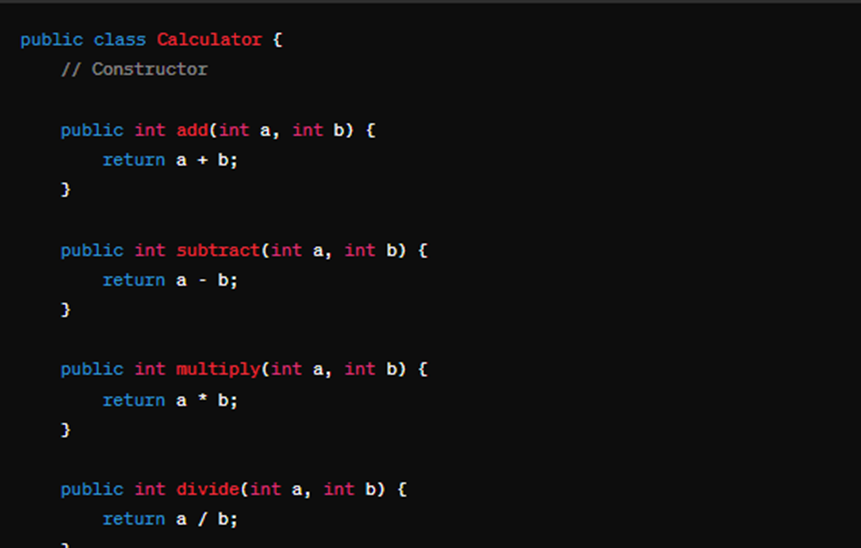 public class Calculator {
// Constructor
public int add(int a, int b) {
return a + b;
}
public int subtract(int a, int b) {
return a - b;
}
public int multiply(int a, int b) {
return a * b;
}
public int divide(int a, int b) {
return a / b;
}